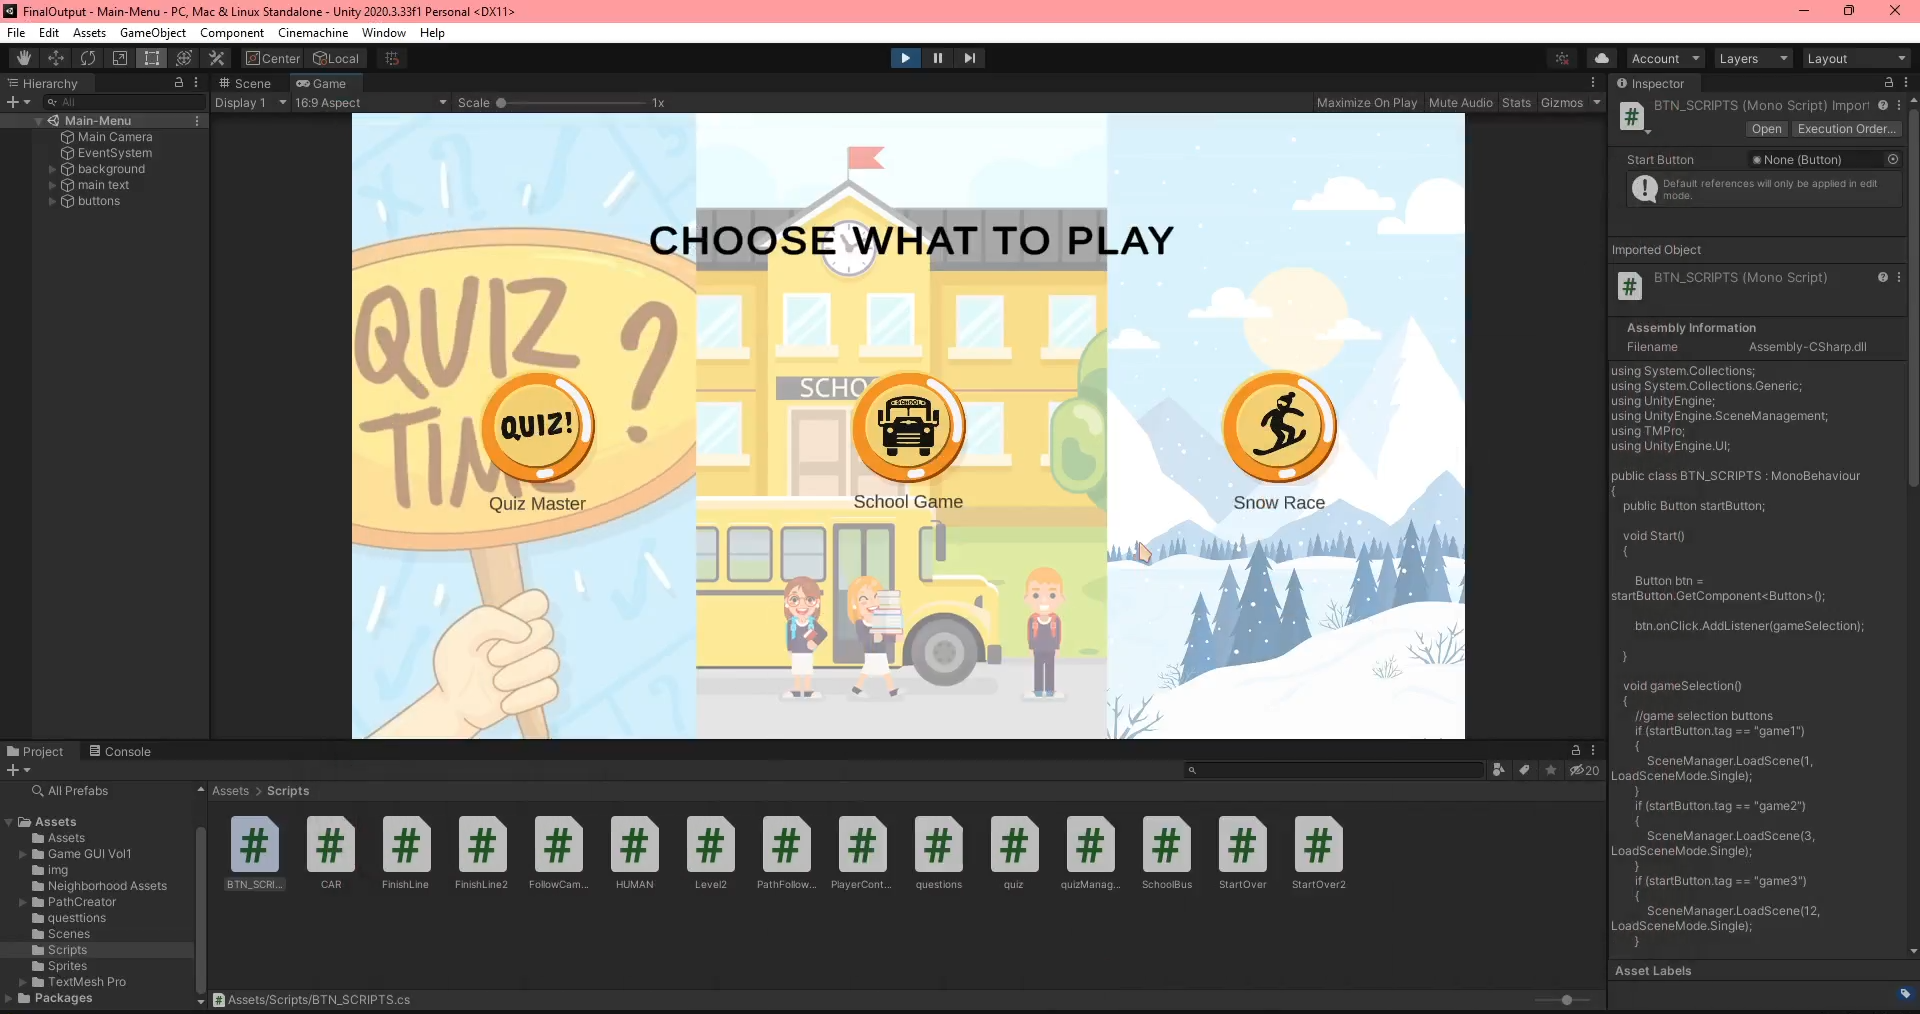 FinalOutput - Main-Menu - PC, Mac & Linux Standalone - Unity 2020.3.33f1 Personal <DX11>
File Edit Assets GameObject Component Cinemachine Window Help
Center Local Account Layers Layout
Hierarchy
All
Main-Menu
Main Camera
EventSystem
background
main text
buttons
Scene Game
Display 1 16:9 Aspect Scale 1x Maximize On Play Mute Audio Stats Gizmos
CHOOSE WHAT TO PLAY
QUIZ
TIM
?
SCHO
QUIZ!
SCHOOL
Quiz Master
School Game
Snow Race
Inspector
BTN_SCRIPTS (Mono Script) Import
Open Execution Order...
Start Button None (Button)
Default references will only be applied in edit
mode.
Imported Object
BTN_SCRIPTS (Mono Script)
Assembly Information
Filename Assembly-CSharp.dll
using System.Collections;
using System.Collections.Generic;
using UnityEngine;
using UnityEngine.SceneManagement;
using TMPro;
using UnityEngine.UI;
public class BTN_SCRIPTS : MonoBehaviour
{
public Button startButton;
void Start()
{
Button btn =
startButton.GetComponent<Button>();
btn.onClick.AddListener(gameSelection);
}
void gameSelection()
{
//game selection buttons
if (startButton.tag == "game1")
{
SceneManager.LoadScene(1,
LoadSceneMode.Single);
}
if (startButton.tag == "game2")
{
SceneManager.LoadScene(3,
LoadSceneMode.Single);
}
if (startButton.tag == "game3")
{
SceneManager.LoadScene(12,
LoadSceneMode.Single);
}
Asset Labels
Project Console
20
All Prefabs
Assets
Assets
Game GUI Vol1
img
Neighborhood Assets
PathCreator
questtions
Scenes
Scripts
Sprites
TextMesh Pro
Packages
Assets > Scripts
BTN_SCRI... CAR FinishLine FinishLine2 FollowCam... HUMAN Level2 PathFollow... PlayerCont... questions quiz quizManag... SchoolBus StartOver StartOver2
Assets/Scripts/BTN_SCRIPTS.cs